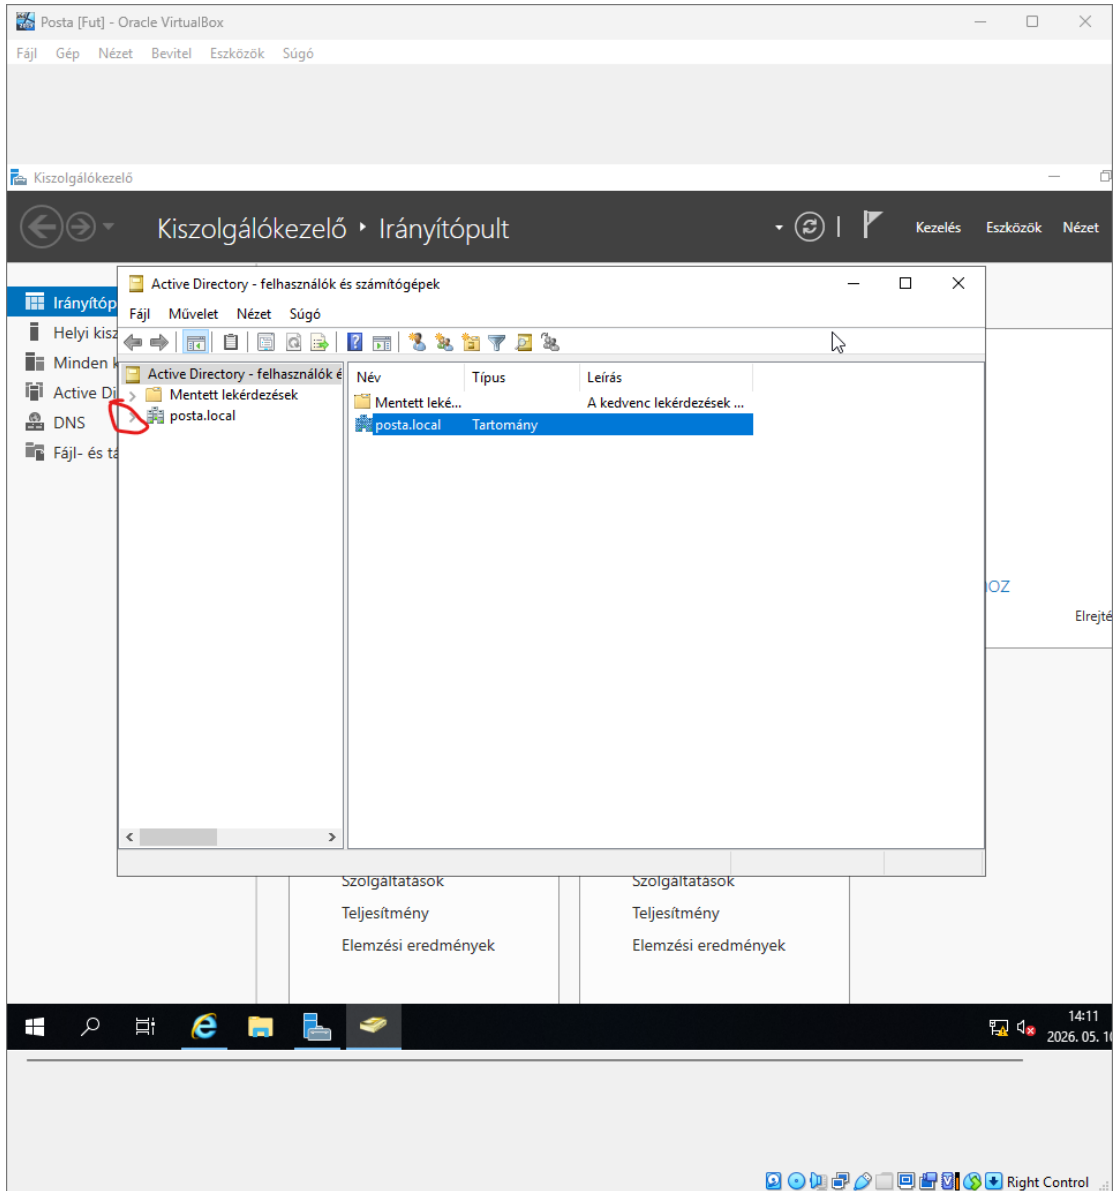 Posta [Fut] - Oracle VirtualBox
Fájl Gép Nézet Bevitel Eszközök Súgó
Kiszolgálókezelő
Kiszolgálókezelő Irányítópult
Kezelés Eszközök Nézet
Active Directory - felhasználók és számítógépek
Fájl Művelet Nézet Súgó
Irányítóp
Helyi kisz
Minden k
Active Di
DNS
Fájl- és tá
Active Directory - felhasználók é
Mentett lekérdezések
posta.local
Név Típus Leírás
Mentett leké... A kedvenc lekérdezések ...
posta.local Tartomány
HOZ
Elrejté
Szolgáltatások Szolgáltatások
Teljesítmény Teljesítmény
Elemzési eredmények Elemzési eredmények
14:11
2026. 05. 10
Right Control